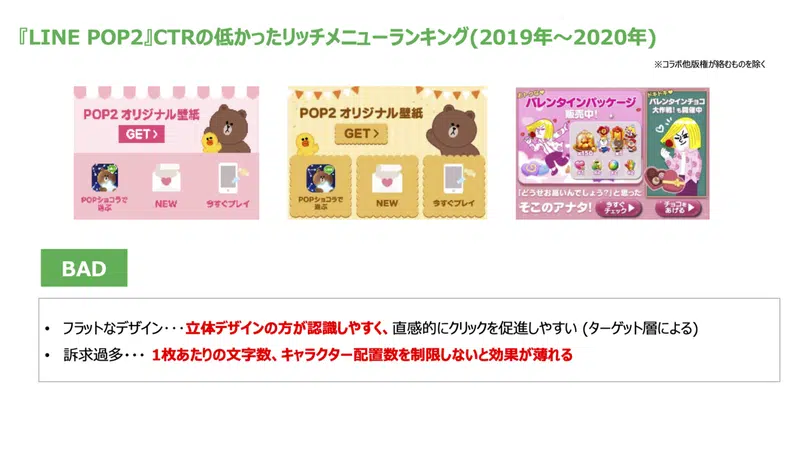 『LINE POP2』CTRの低かったリッチメニューランキング(2019年～2020年)
※コラボ他版権が絡むものを除く
POP2 オリジナル壁紙
GET>
POPショコラで
遊ぶ
NEW
今すぐプレイ
POP2 オリジナル壁紙
GET>
POPショコラで
遊ぶ
NEW
今すぐプレイ
バレンタインパッケージ
販売中!
「どうせお高いんでしょう?」と思った
そこのアナタ!
今すぐ
チェック
ドキドキ
バレンタインチョコ
大作戦!も開催中
チョコを
あげる
BAD
• フラットなデザイン･･･立体デザインの方が認識しやすく、直感的にクリックを促進しやすい (ターゲット層による)
• 訴求過多･･･ 1枚あたりの文字数、キャラクター配置数を制限しないと効果が薄れる